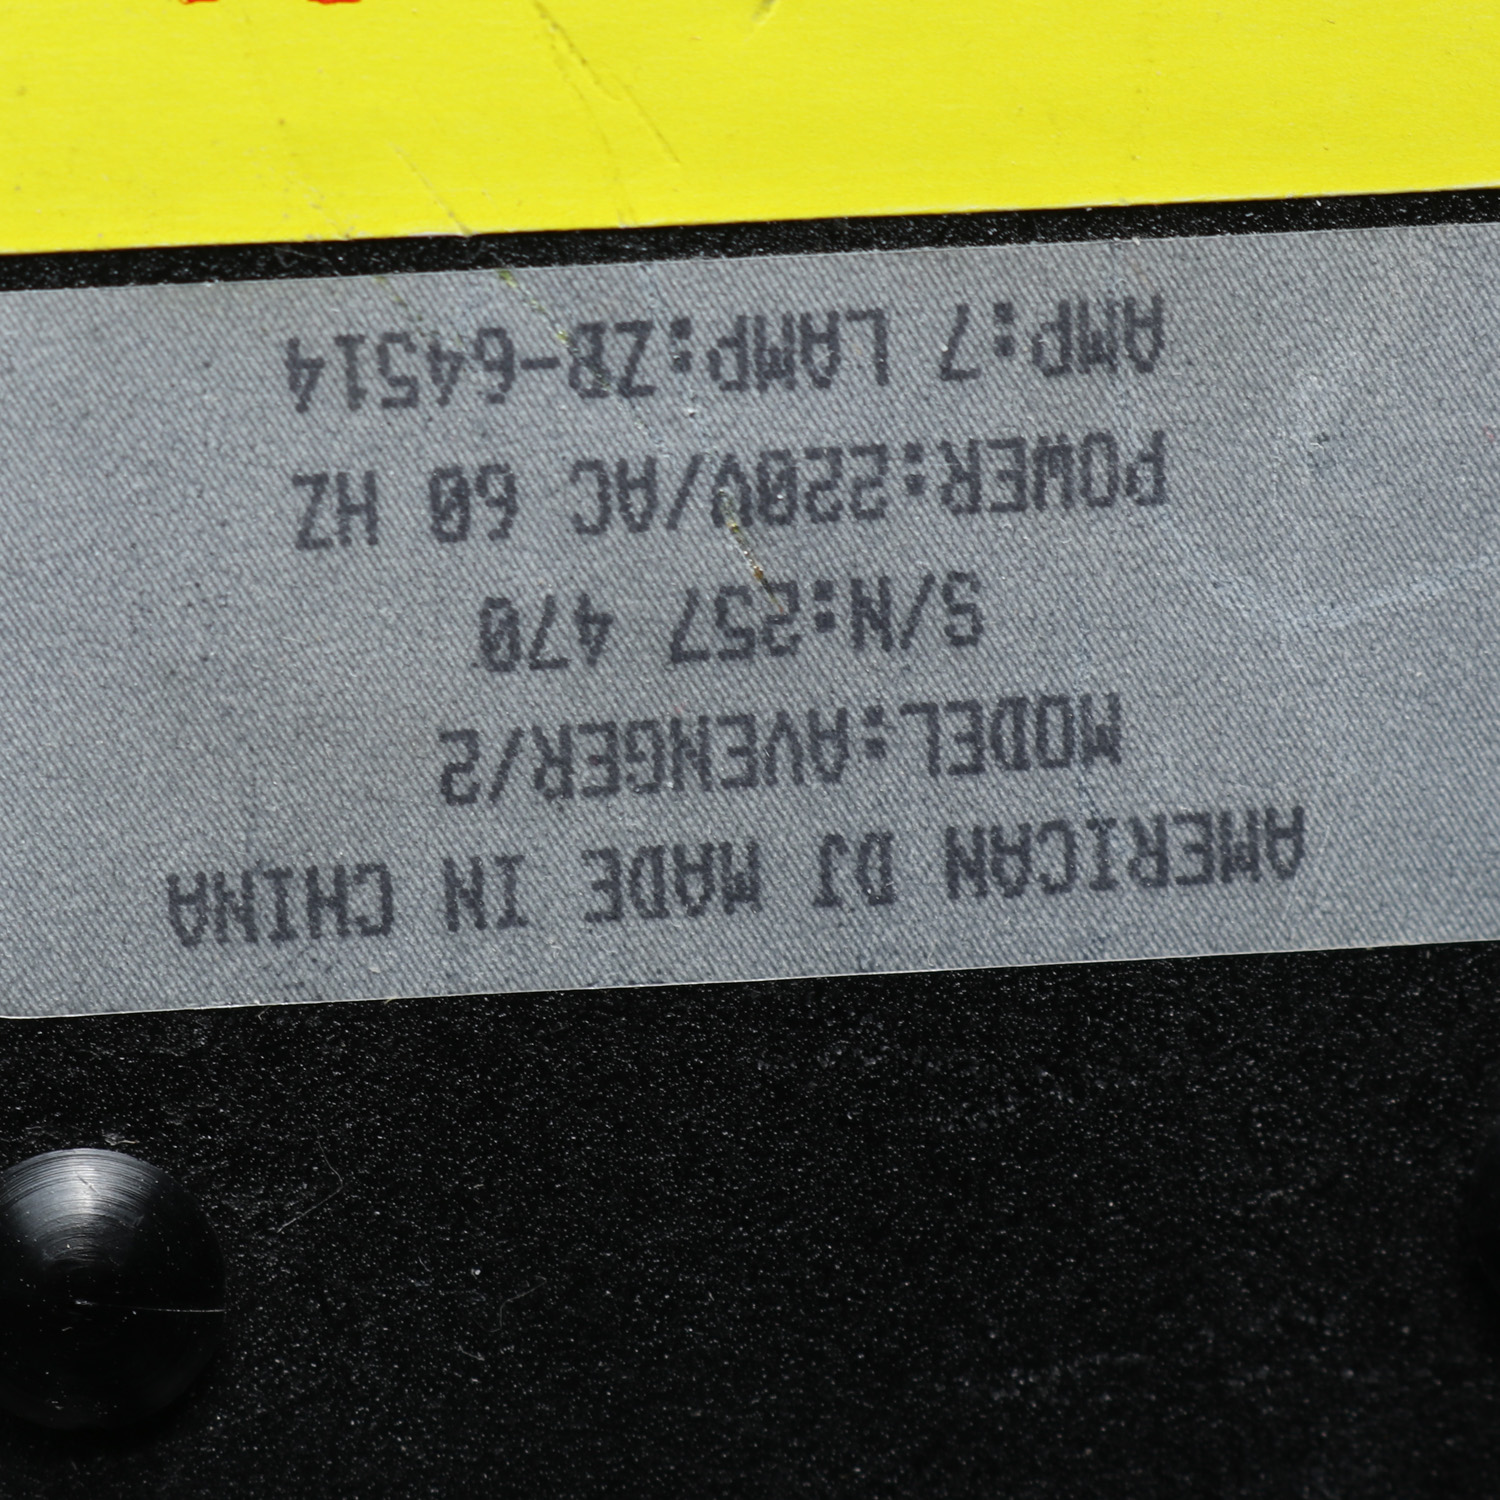 AMERICAN DJ MADE IN CHINA
MODEL:AVENGER/2
S/N:257 470
POWER:220V/AC 60 HZ
AMP:7 LAMP:ZB-64514